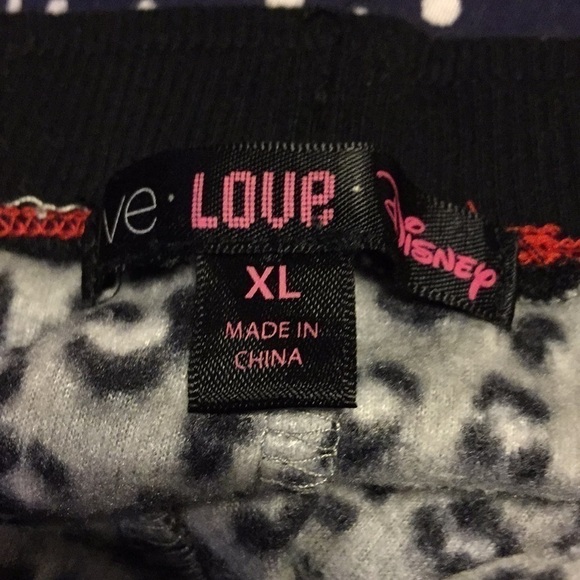 ve · LOVE · Disney
XL
MADE IN
CHINA